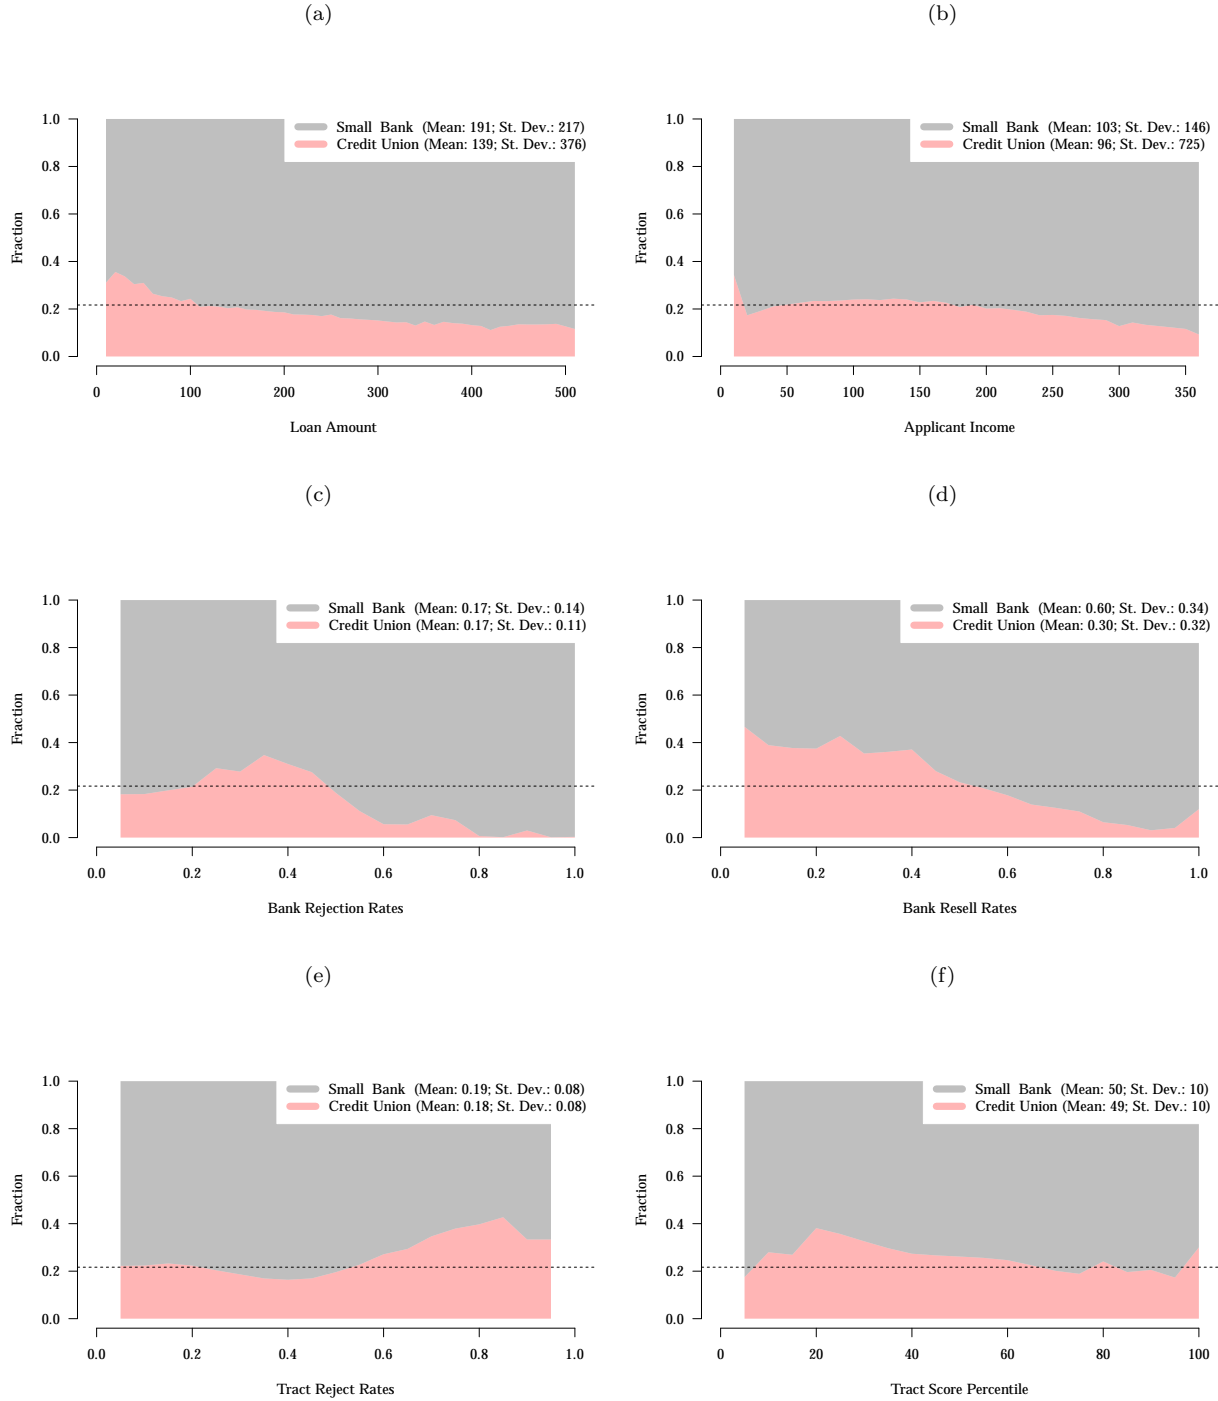 (a)
Small Bank (Mean: 191; St. Dev.: 217)
Credit Union (Mean: 139; St. Dev.: 376)
1.0
0.8
0.6
0.4
0.2
0.0
Fraction
0 100 200 300 400 500
Loan Amount
(b)
Small Bank (Mean: 103; St. Dev.: 146)
Credit Union (Mean: 96; St. Dev.: 725)
1.0
0.8
0.6
0.4
0.2
0.0
Fraction
0 50 100 150 200 250 300 350
Applicant Income
(c)
Small Bank (Mean: 0.17; St. Dev.: 0.14)
Credit Union (Mean: 0.17; St. Dev.: 0.11)
1.0
0.8
0.6
0.4
0.2
0.0
Fraction
0.0 0.2 0.4 0.6 0.8 1.0
Bank Rejection Rates
(d)
Small Bank (Mean: 0.60; St. Dev.: 0.34)
Credit Union (Mean: 0.30; St. Dev.: 0.32)
1.0
0.8
0.6
0.4
0.2
0.0
Fraction
0.0 0.2 0.4 0.6 0.8 1.0
Bank Resell Rates
(e)
Small Bank (Mean: 0.19; St. Dev.: 0.08)
Credit Union (Mean: 0.18; St. Dev.: 0.08)
1.0
0.8
0.6
0.4
0.2
0.0
Fraction
0.0 0.2 0.4 0.6 0.8 1.0
Tract Reject Rates
(f)
Small Bank (Mean: 50; St. Dev.: 10)
Credit Union (Mean: 49; St. Dev.: 10)
1.0
0.8
0.6
0.4
0.2
0.0
Fraction
20 40 60 80 100
Tract Score Percentile